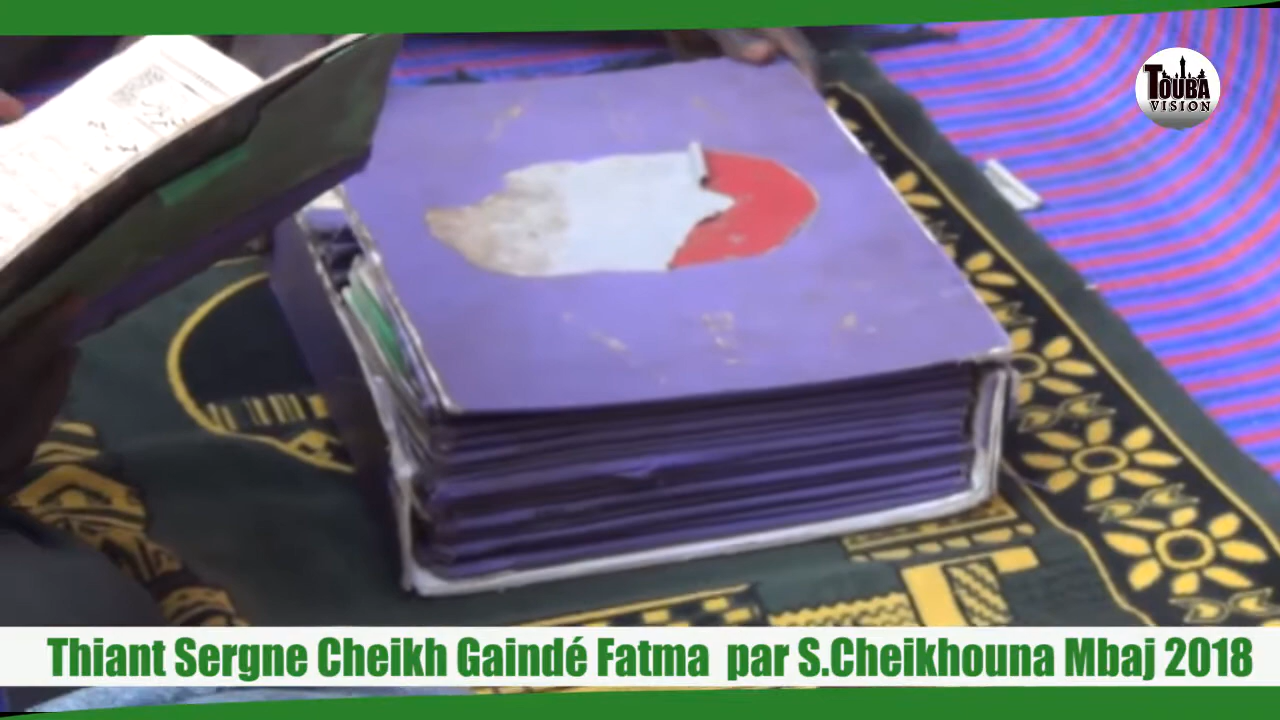 TOUBA
VISION
Thiant Sergne Cheikh Gaindé Fatma par S.Cheikhouna Mbaj 2018